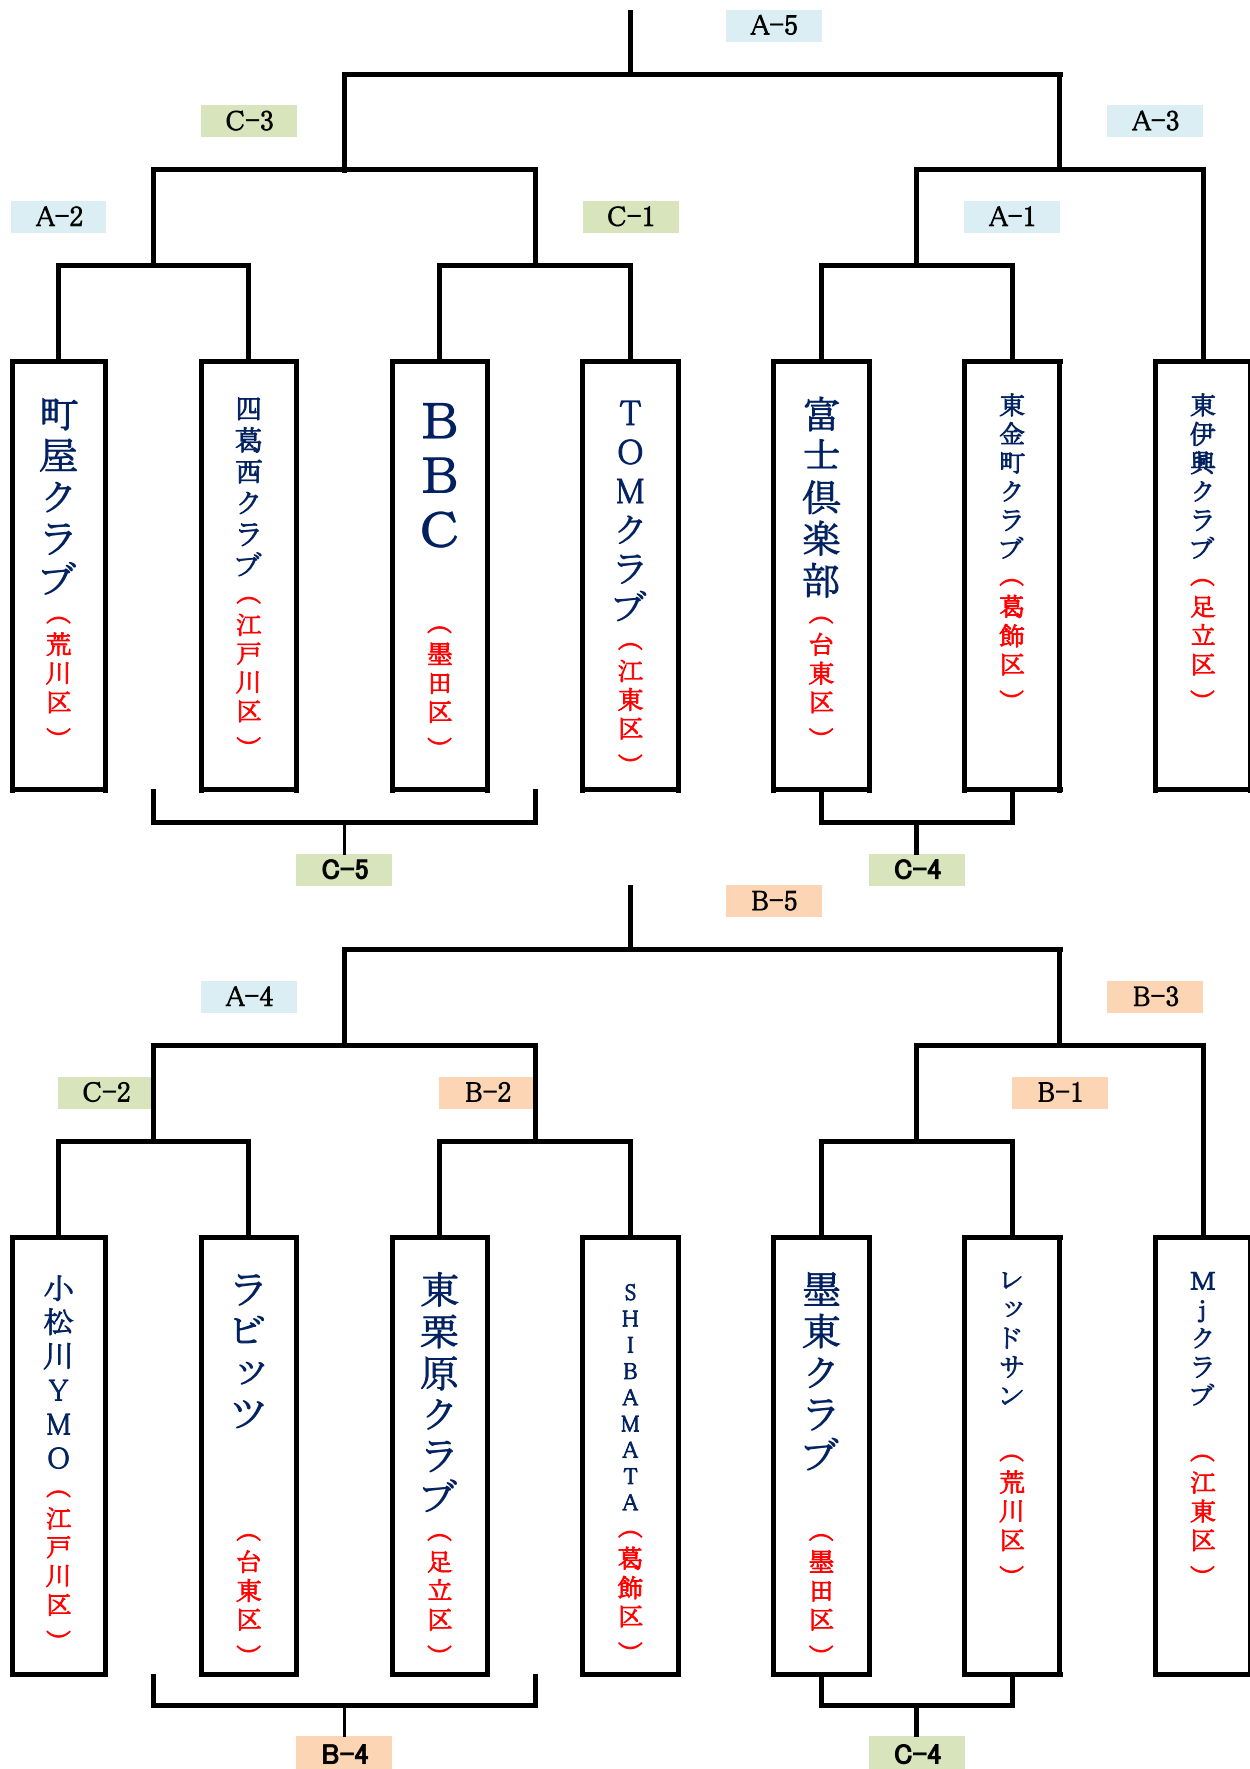 A-5
C-3
A-3
A-2
C-1
A-1
町屋クラブ（荒川区）
四葛西クラブ（江戸川区）
ＢＢＣ（墨田区）
ＴＯＭクラブ（江東区）
富士倶楽部（台東区）
東金町クラブ（葛飾区）
東伊興クラブ（足立区）
C-5
C-4
B-5
A-4
B-3
C-2
B-2
B-1
小松川ＹＭＯ（江戸川区）
ラビッツ（台東区）
東栗原クラブ（足立区）
ＳＨＩＢＡＭＡＴＡ（葛飾区）
墨東クラブ（墨田区）
レッドサン（荒川区）
Ｍｊクラブ（江東区）
B-4
C-4